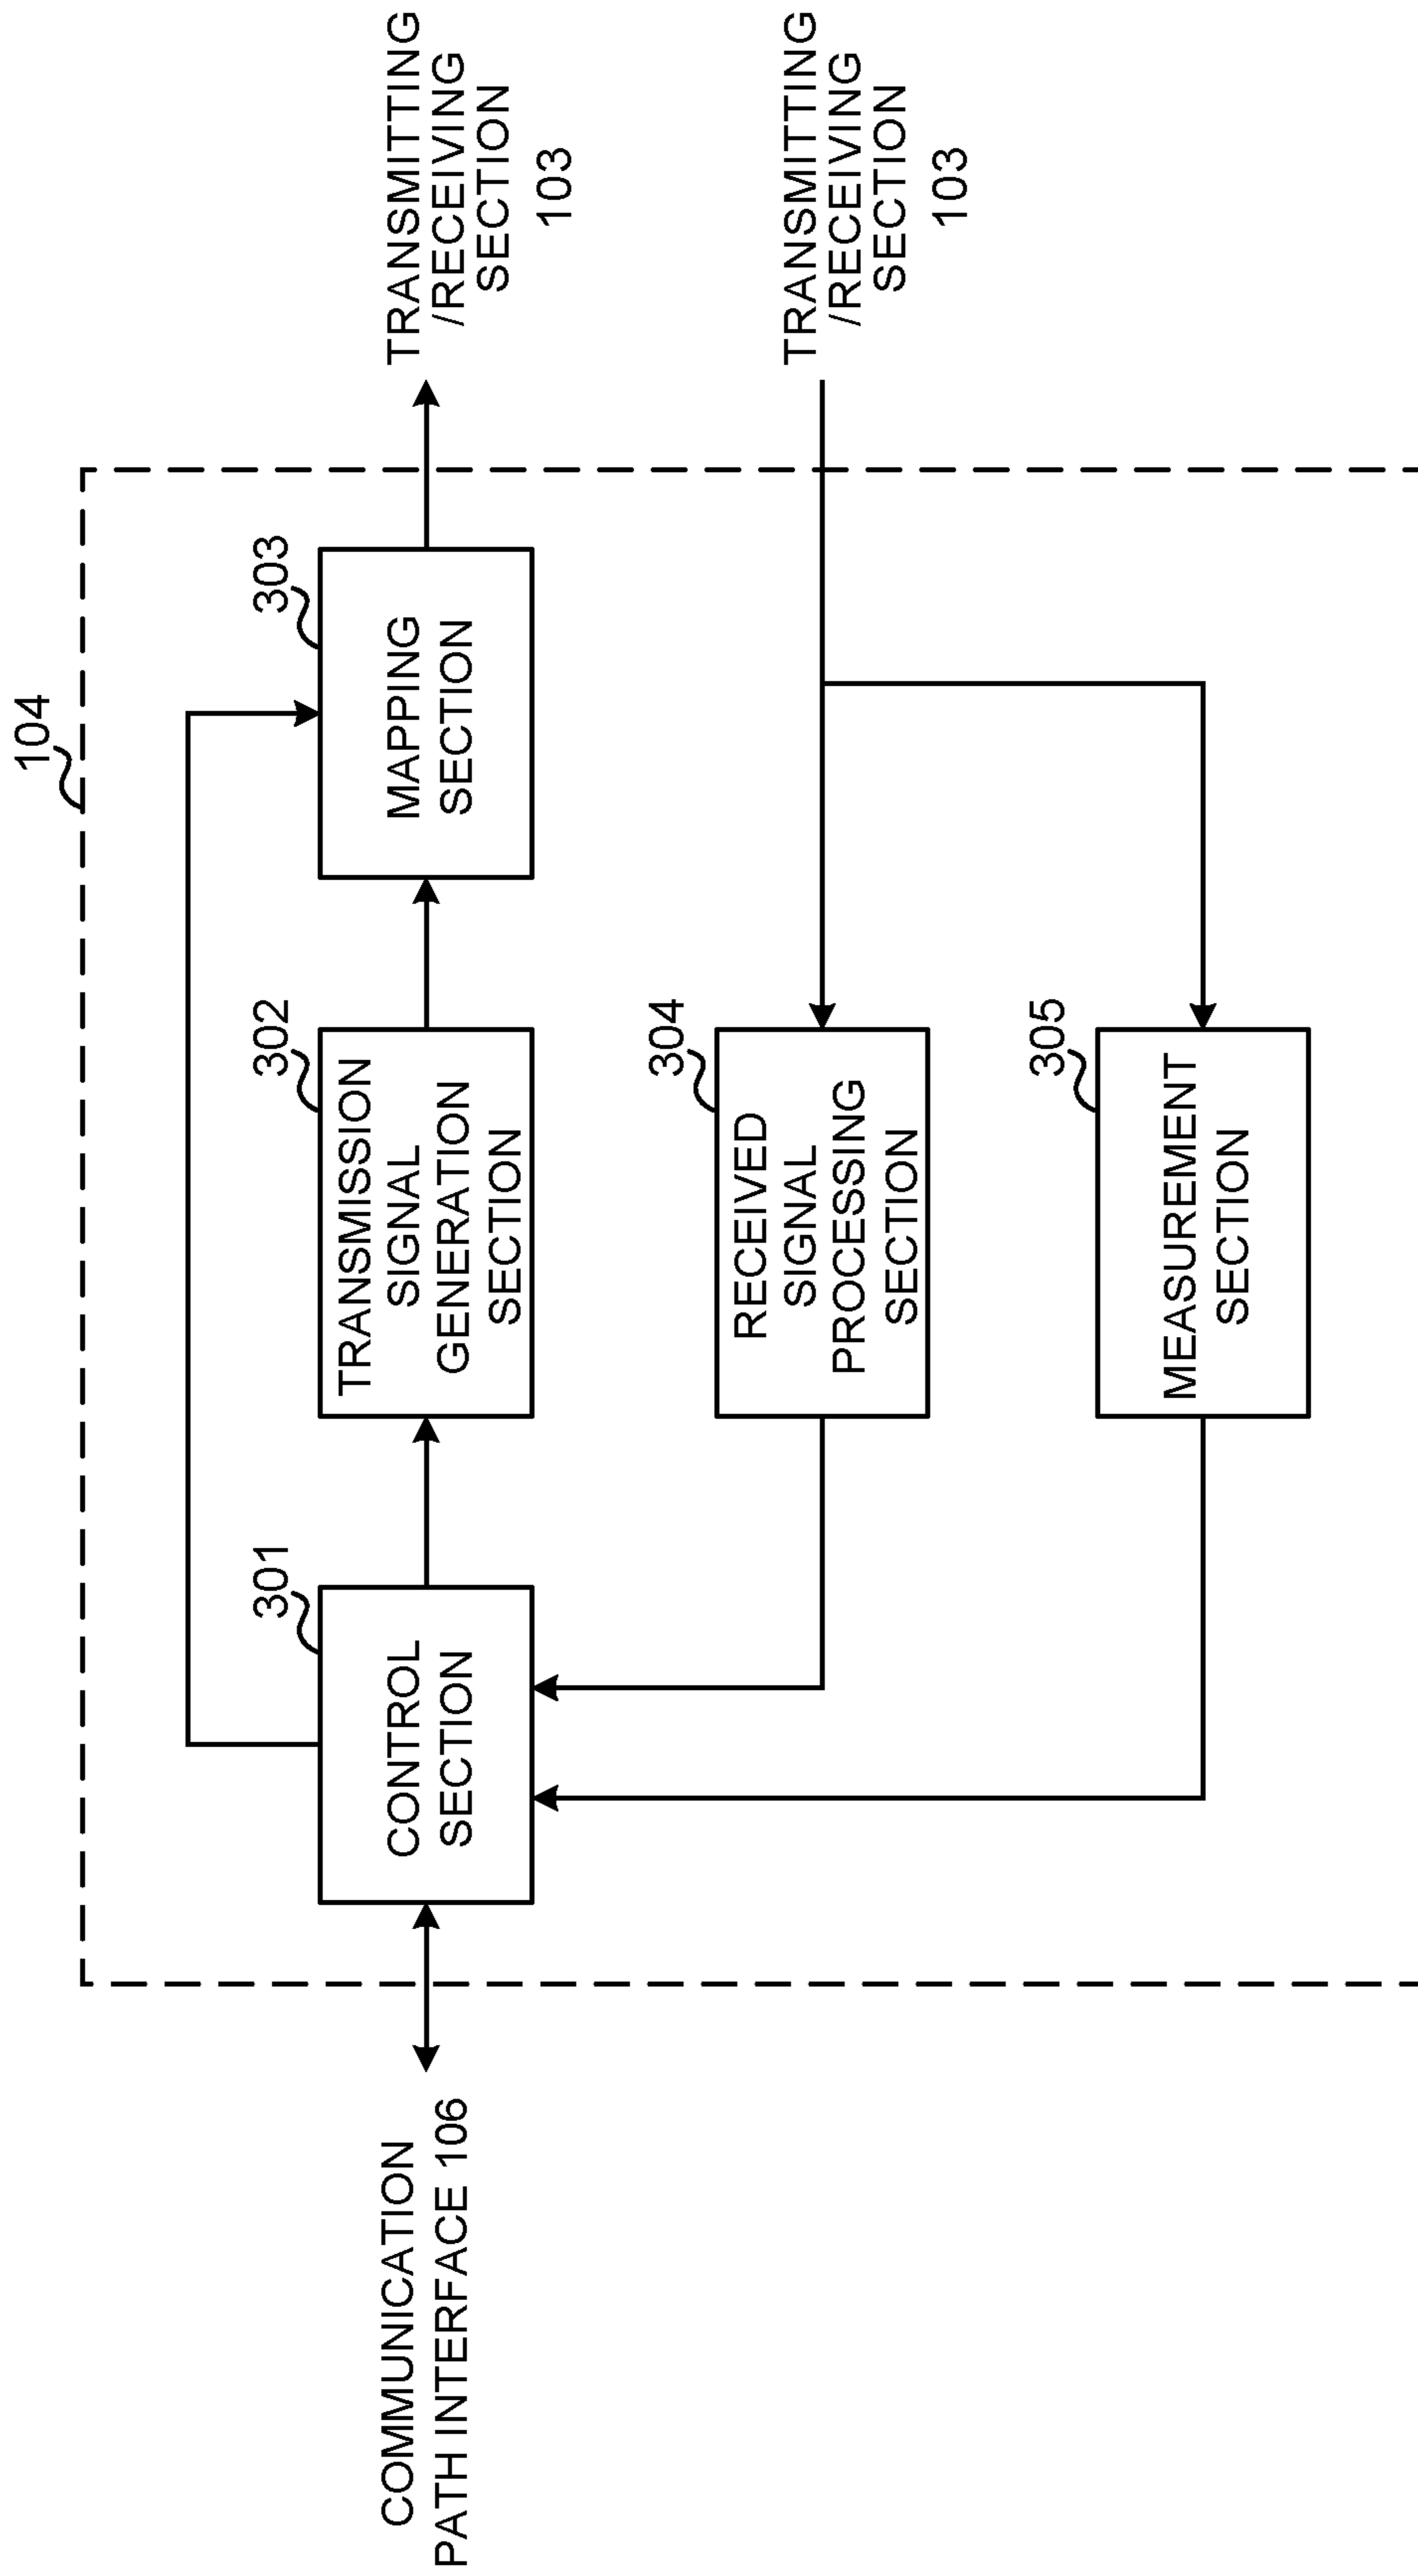 104
COMMUNICATION
PATH INTERFACE 106
301
CONTROL
SECTION
302
TRANSMISSION
SIGNAL
GENERATION
SECTION
303
MAPPING
SECTION
TRANSMITTING
/RECEIVING
SECTION
103
304
RECEIVED
SIGNAL
PROCESSING
SECTION
TRANSMITTING
/RECEIVING
SECTION
103
305
MEASUREMENT
SECTION